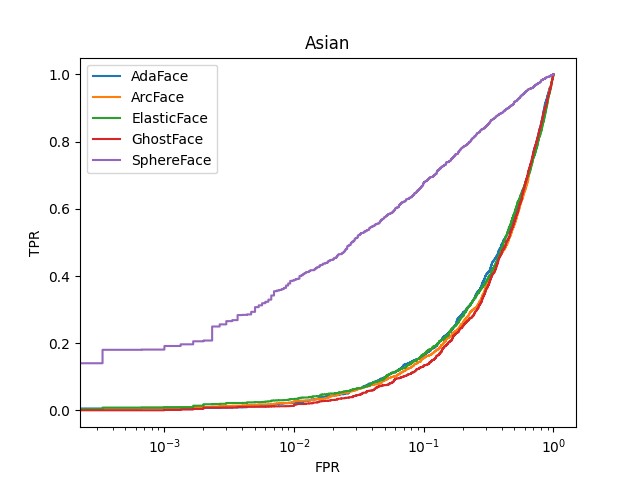 Asian
AdaFace
ArcFace
ElasticFace
GhostFace
SphereFace
1.0
0.8
0.6
0.4
0.2
0.0
TPR
10⁻³ 10⁻² 10⁻¹ 10⁰
FPR